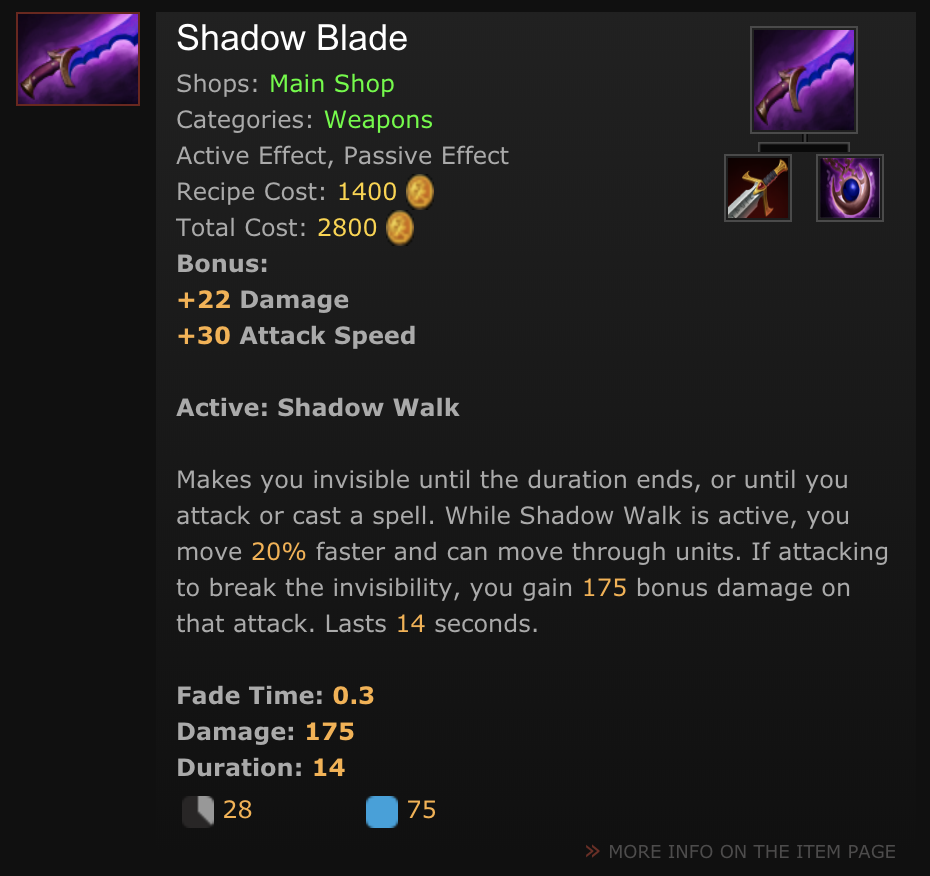 Shadow Blade
Shops: Main Shop
Categories: Weapons
Active Effect, Passive Effect
Recipe Cost: 1400
Total Cost: 2800
Bonus:
+22 Damage
+30 Attack Speed
Active: Shadow Walk
Makes you invisible until the duration ends, or until you
attack or cast a spell. While Shadow Walk is active, you
move 20% faster and can move through units. If attacking
to break the invisibility, you gain 175 bonus damage on
that attack. Lasts 14 seconds.
Fade Time: 0.3
Damage: 175
Duration: 14
28 75
» MORE INFO ON THE ITEM PAGE